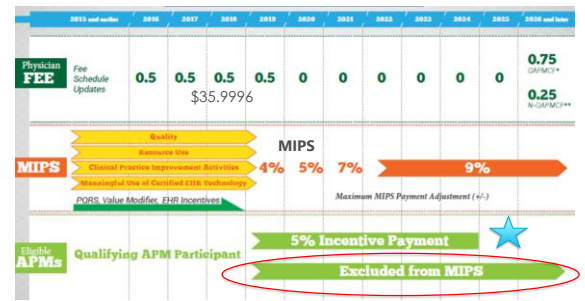 2015 and earlier 2016 2017 2018 2019 2020 2021 2022 2023 2024 2025 2026 and later
Physician
FEE
Fee
Schedule
Updates
0.5 0.5 0.5 0.5 0 0 0 0 0 0
$35.9996
0.75
QAPMCF*
0.25
N-QAPMCF**
MIPS
Quality
Resource Use
Clinical Practice Improvement Activities
Meaningful Use of Certified EHR Technology
PQRS, Value Modifier, EHR Incentives
MIPS
4% 5% 7% 9%
Maximum MIPS Payment Adjustment (+/-)
Eligible
APMs
Qualifying APM Participant
5% Incentive Payment
Excluded from MIPS